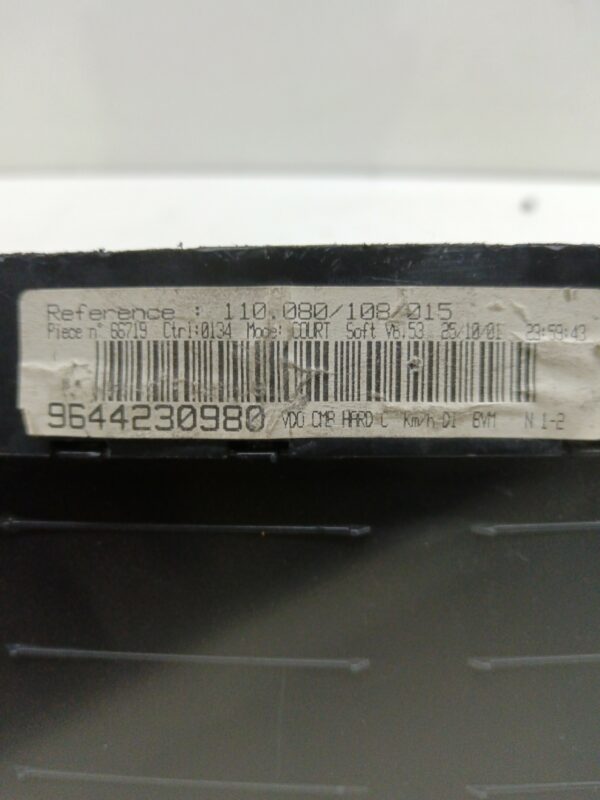 Reference : 110.080/108/015
Piece n° 66719 Ctrl:0134 Mode: COURT Soft V6.53 25/10/01 23:59:43
9644230980 VDO CMB HARD C Km/h DI BVM N 1-2